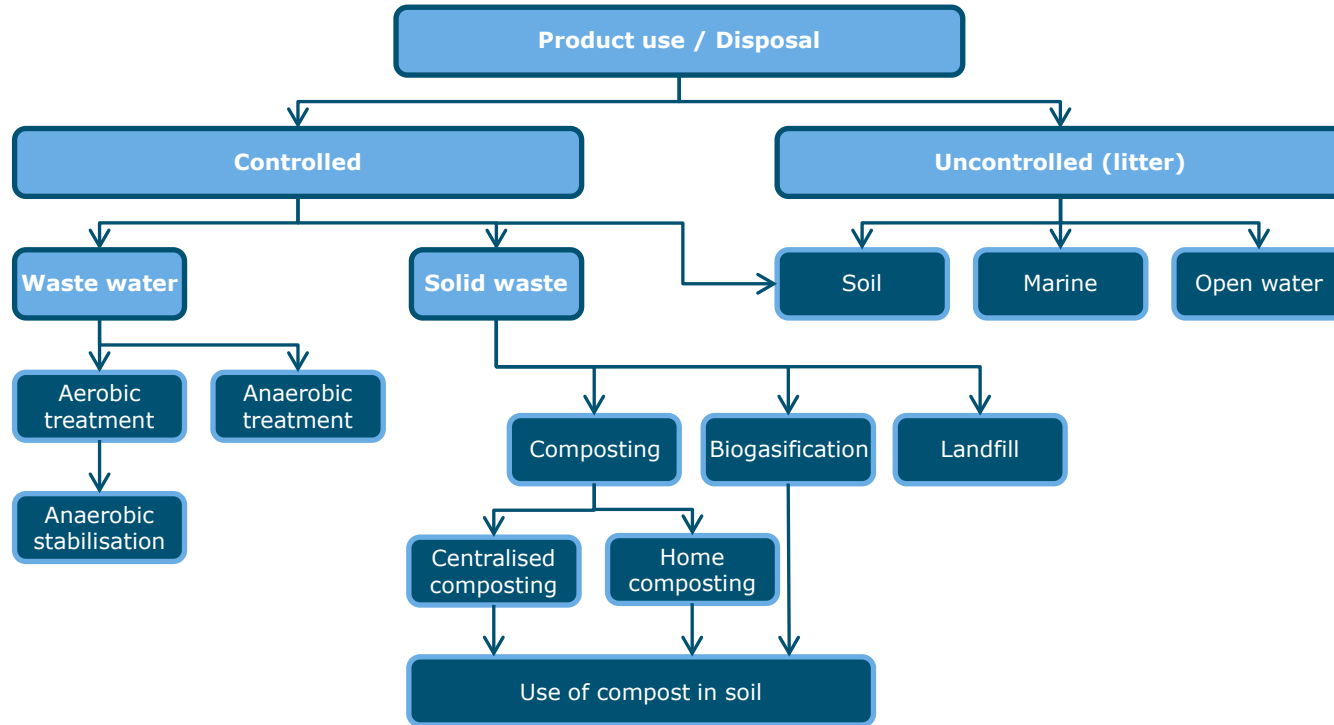 Product use / Disposal
Controlled
Uncontrolled (litter)
Waste water
Solid waste
Soil
Marine
Open water
Aerobic
treatment
Anaerobic
treatment
Composting
Biogasification
Landfill
Anaerobic
stabilisation
Centralised
composting
Home
composting
Use of compost in soil